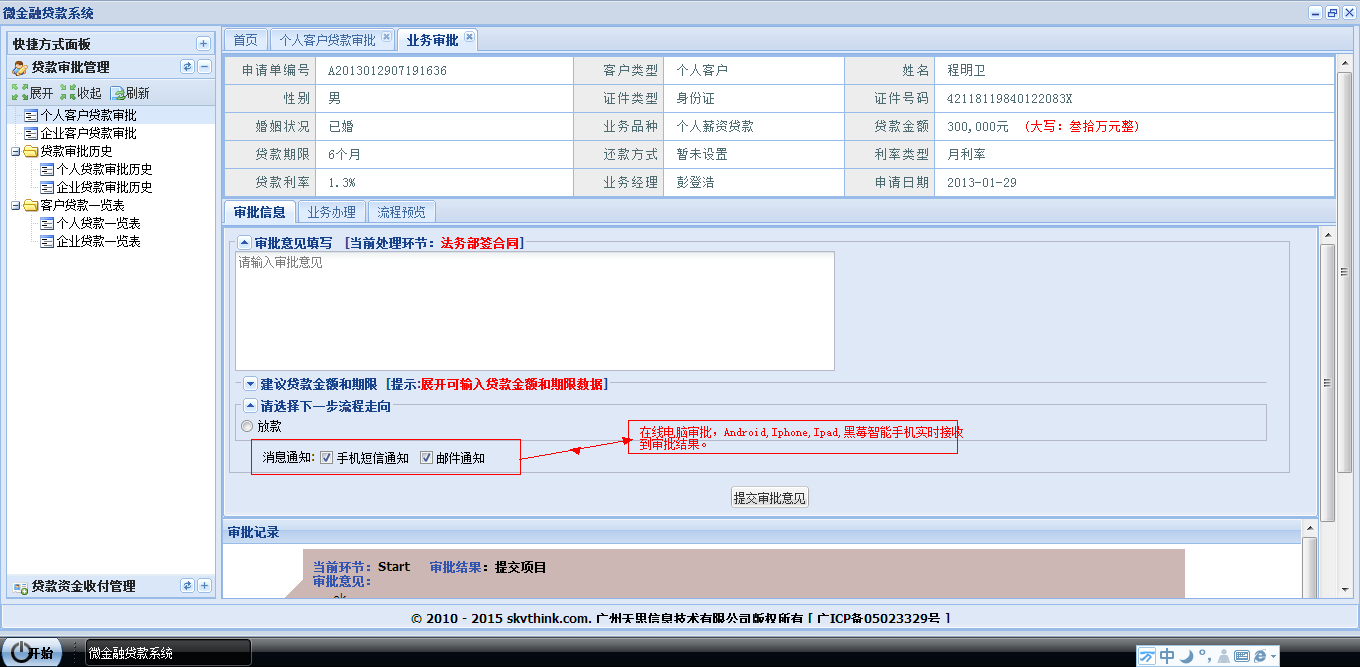 微金融贷款系统
快捷方式面板
贷款审批管理
展开 收起 刷新
个人客户贷款审批
企业客户贷款审批
贷款审批历史
个人贷款审批历史
企业贷款审批历史
客户贷款一览表
个人贷款一览表
企业贷款一览表
贷款资金收付管理
首页 个人客户贷款审批 业务审批
申请单编号 A2013012907191636 客户类型 个人客户 姓名 程明卫
性别 男 证件类型 身份证 证件号码 42118119840122083X
婚姻状况 已婚 业务品种 个人薪资贷款 贷款金额 300,000元 (大写：叁拾万元整)
贷款期限 6个月 还款方式 暂未设置 利率类型 月利率
贷款利率 1.3% 业务经理 彭登浩 申请日期 2013-01-29
审批信息 业务办理 流程预览
审批意见填写 [当前处理环节：法务部签合同]
请输入审批意见
建议贷款金额和期限 [提示:展开可输入贷款金额和期限数据]
请选择下一步流程走向
放款
消息通知: 手机短信通知 邮件通知
在线电脑审批，Android,Iphone,Ipad,黑莓智能手机实时接收
到审批结果。
提交审批意见
审批记录
当前环节：Start 审批结果：提交项目
审批意见：
ok
© 2010 - 2015 skythink.com. 广州天思信息技术有限公司版权所有 [ 广ICP备05023329号 ]
开始 微金融贷款系统
中